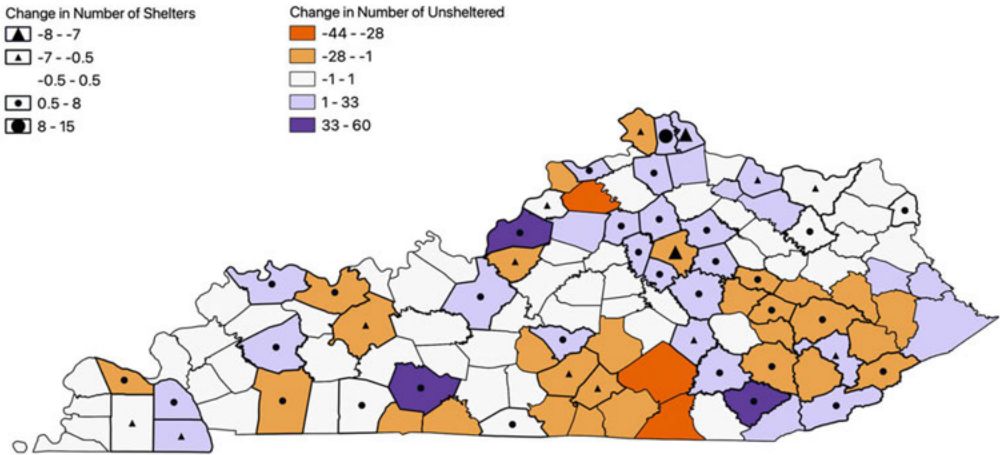 Change in Number of Shelters
-8 - -7
-7 - -0.5
-0.5 - 0.5
0.5 - 8
8 - 15
Change in Number of Unsheltered
-44 - -28
-28 - -1
-1 - 1
1 - 33
33 - 60